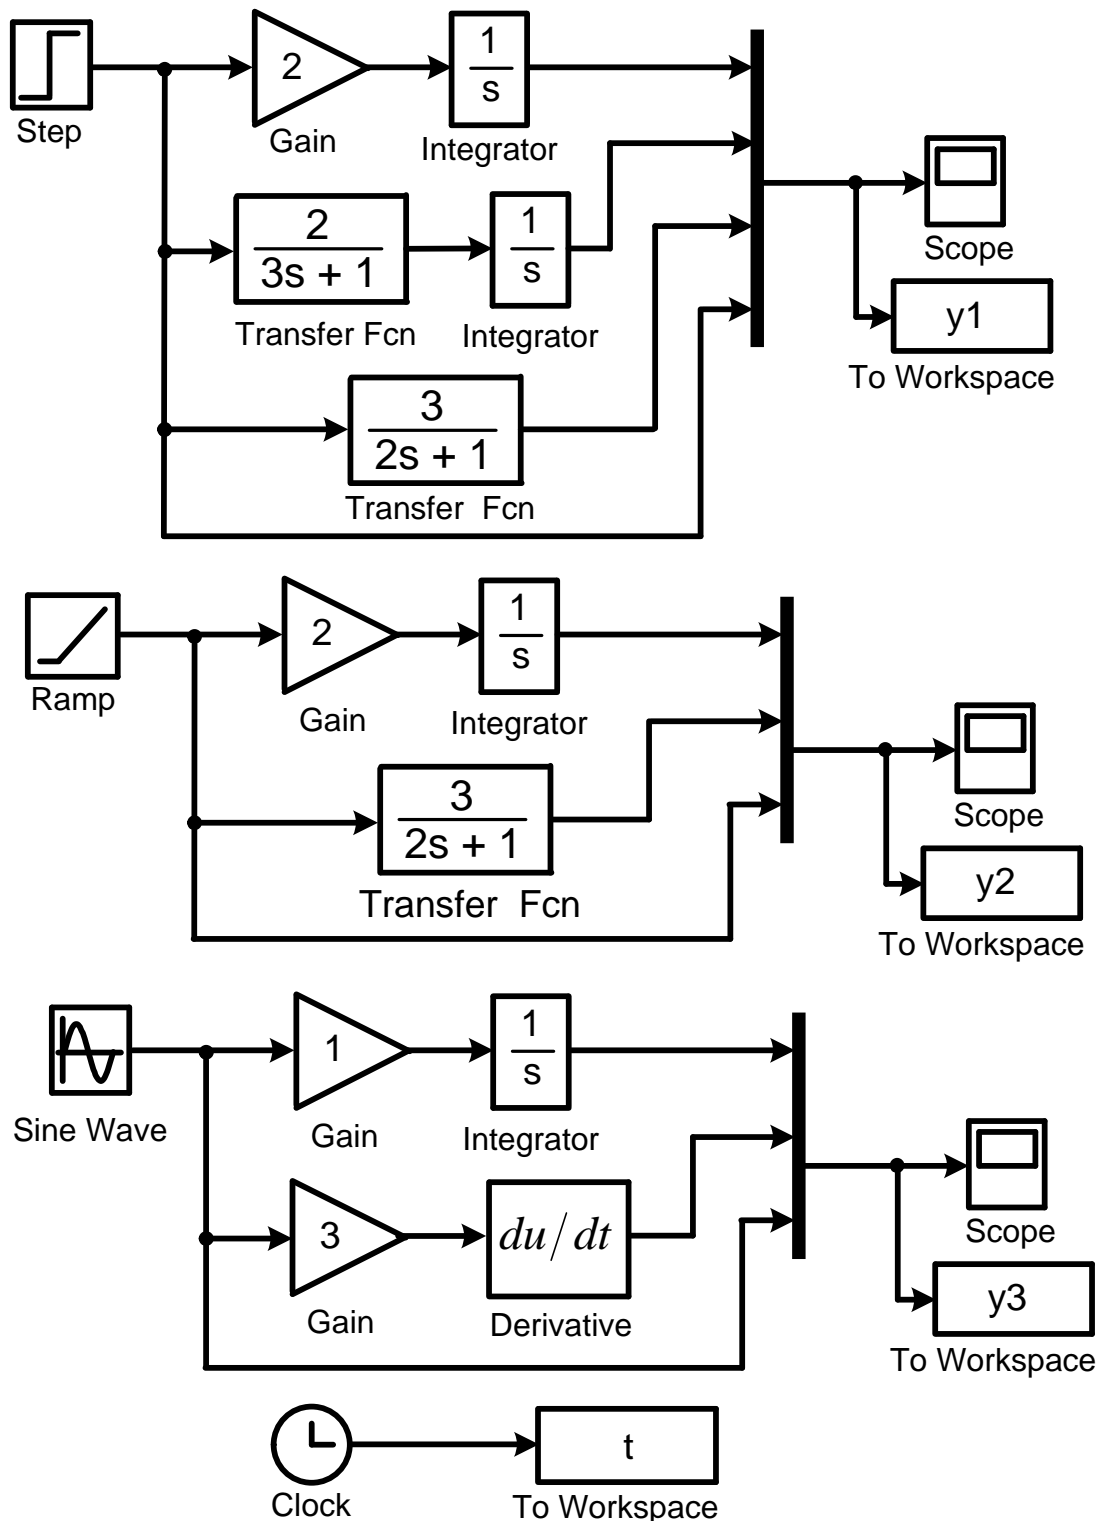 2
1
s
Step
Gain
Integrator
2
3s + 1
1
s
Scope
Transfer Fcn
Integrator
y1
To Workspace
3
2s + 1
Transfer Fcn
2
1
s
Ramp
Gain
Integrator
3
2s + 1
Scope
Transfer Fcn
y2
To Workspace
1
1
s
Sine Wave
Gain
Integrator
3
du/dt
Scope
Gain
Derivative
y3
To Workspace
t
Clock
To Workspace